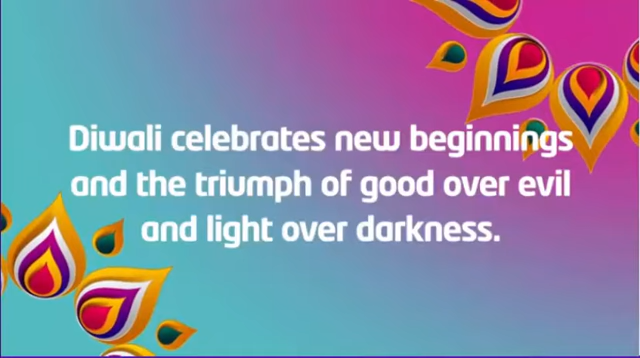 Diwali celebrates new beginnings
and the triumph of good over evil
and light over darkness.